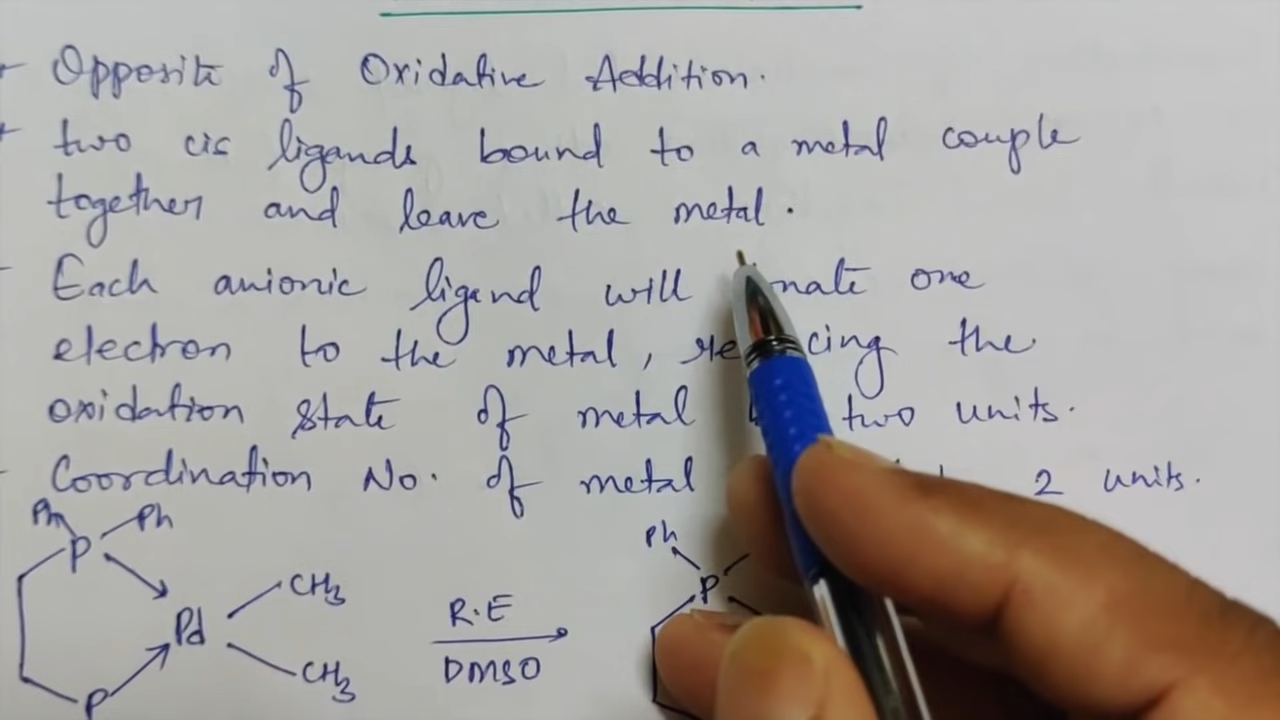 Opposite of Oxidative Addition.
two cis ligands bound to a metal couple
together and leave the metal.
Each anionic ligand will one
electron to the metal, the
oxidation state of metal two units.
Coordination No. of metal 2 units.
Ph Ph
P
Pd
CH3
CH3
P
R.E
DMSO
Ph
P